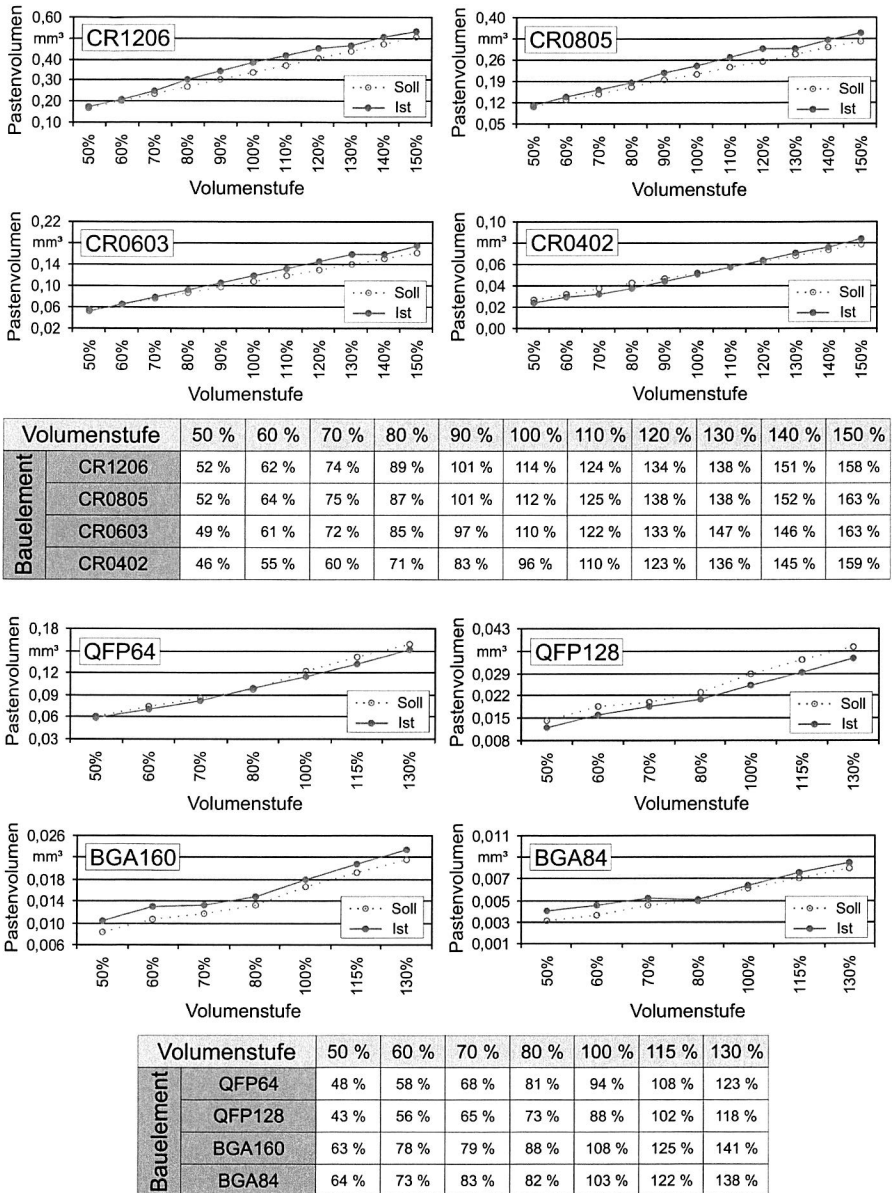 0,60
mm³
0,40
0,30
0,20
0,10
Pastenvolumen
CR1206
Soll
Ist
50% 60% 70% 80% 90% 100% 110% 120% 130% 140% 150%
Volumenstufe
0,40
mm³
0,26
0,19
0,12
0,05
Pastenvolumen
CR0805
Soll
Ist
50% 60% 70% 80% 90% 100% 110% 120% 130% 140% 150%
Volumenstufe
0,22
mm³
0,14
0,10
0,06
0,02
Pastenvolumen
CR0603
Soll
Ist
50% 60% 70% 80% 90% 100% 110% 120% 130% 140% 150%
Volumenstufe
0,10
mm³
0,06
0,04
0,02
0,00
Pastenvolumen
CR0402
Soll
Ist
50% 60% 70% 80% 90% 100% 110% 120% 130% 140% 150%
Volumenstufe
Volumenstufe 50 % 60 % 70 % 80 % 90 % 100 % 110 % 120 % 130 % 140 % 150 %
Bauelement
CR1206 52 % 62 % 74 % 89 % 101 % 114 % 124 % 134 % 138 % 151 % 158 %
CR0805 52 % 64 % 75 % 87 % 101 % 112 % 125 % 138 % 138 % 152 % 163 %
CR0603 49 % 61 % 72 % 85 % 97 % 110 % 122 % 133 % 147 % 146 % 163 %
CR0402 46 % 55 % 60 % 71 % 83 % 96 % 110 % 123 % 136 % 145 % 159 %
0,18
mm³
0,12
0,09
0,06
0,03
Pastenvolumen
QFP64
Soll
Ist
50% 60% 70% 80% 100% 115% 130%
Volumenstufe
0,043
mm³
0,029
0,022
0,015
0,008
Pastenvolumen
QFP128
Soll
Ist
50% 60% 70% 80% 100% 115% 130%
Volumenstufe
0,026
mm³
0,018
0,014
0,010
0,006
Pastenvolumen
BGA160
Soll
Ist
50% 60% 70% 80% 100% 115% 130%
Volumenstufe
0,011
mm³
0,007
0,005
0,003
0,001
Pastenvolumen
BGA84
Soll
Ist
50% 60% 70% 80% 100% 115% 130%
Volumenstufe
Volumenstufe 50 % 60 % 70 % 80 % 100 % 115 % 130 %
Bauelement
QFP64 48 % 58 % 68 % 81 % 94 % 108 % 123 %
QFP128 43 % 56 % 65 % 73 % 88 % 102 % 118 %
BGA160 63 % 78 % 79 % 88 % 108 % 125 % 141 %
BGA84 64 % 73 % 83 % 82 % 103 % 122 % 138 %